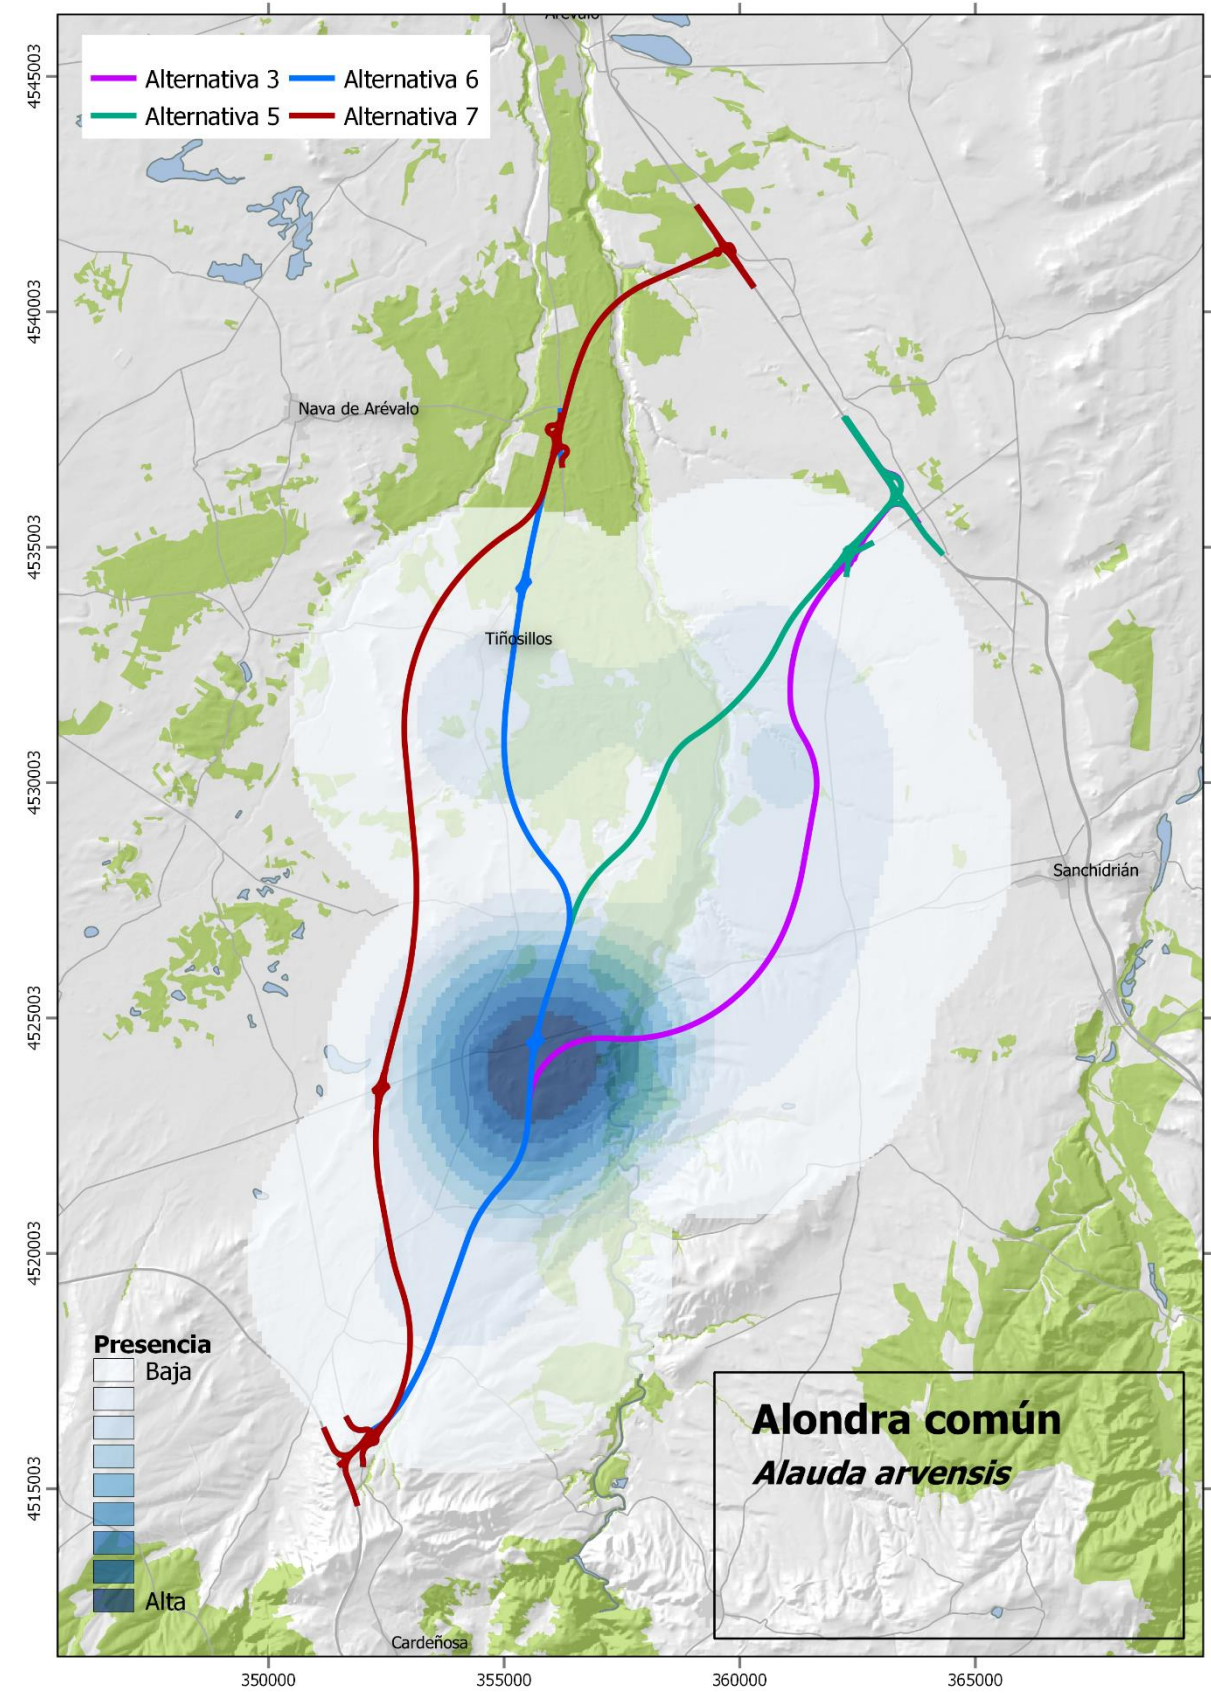 Arévalo
Alternativa 3
Alternativa 6
Alternativa 5
Alternativa 7
4545003
4540003
4535003
4530003
4525003
4520003
4515003
Nava de Arévalo
Tiñosillos
Sanchidrián
Cardeñosa
Presencia
Baja
Alta
Alondra común
Alauda arvensis
350000
355000
360000
365000